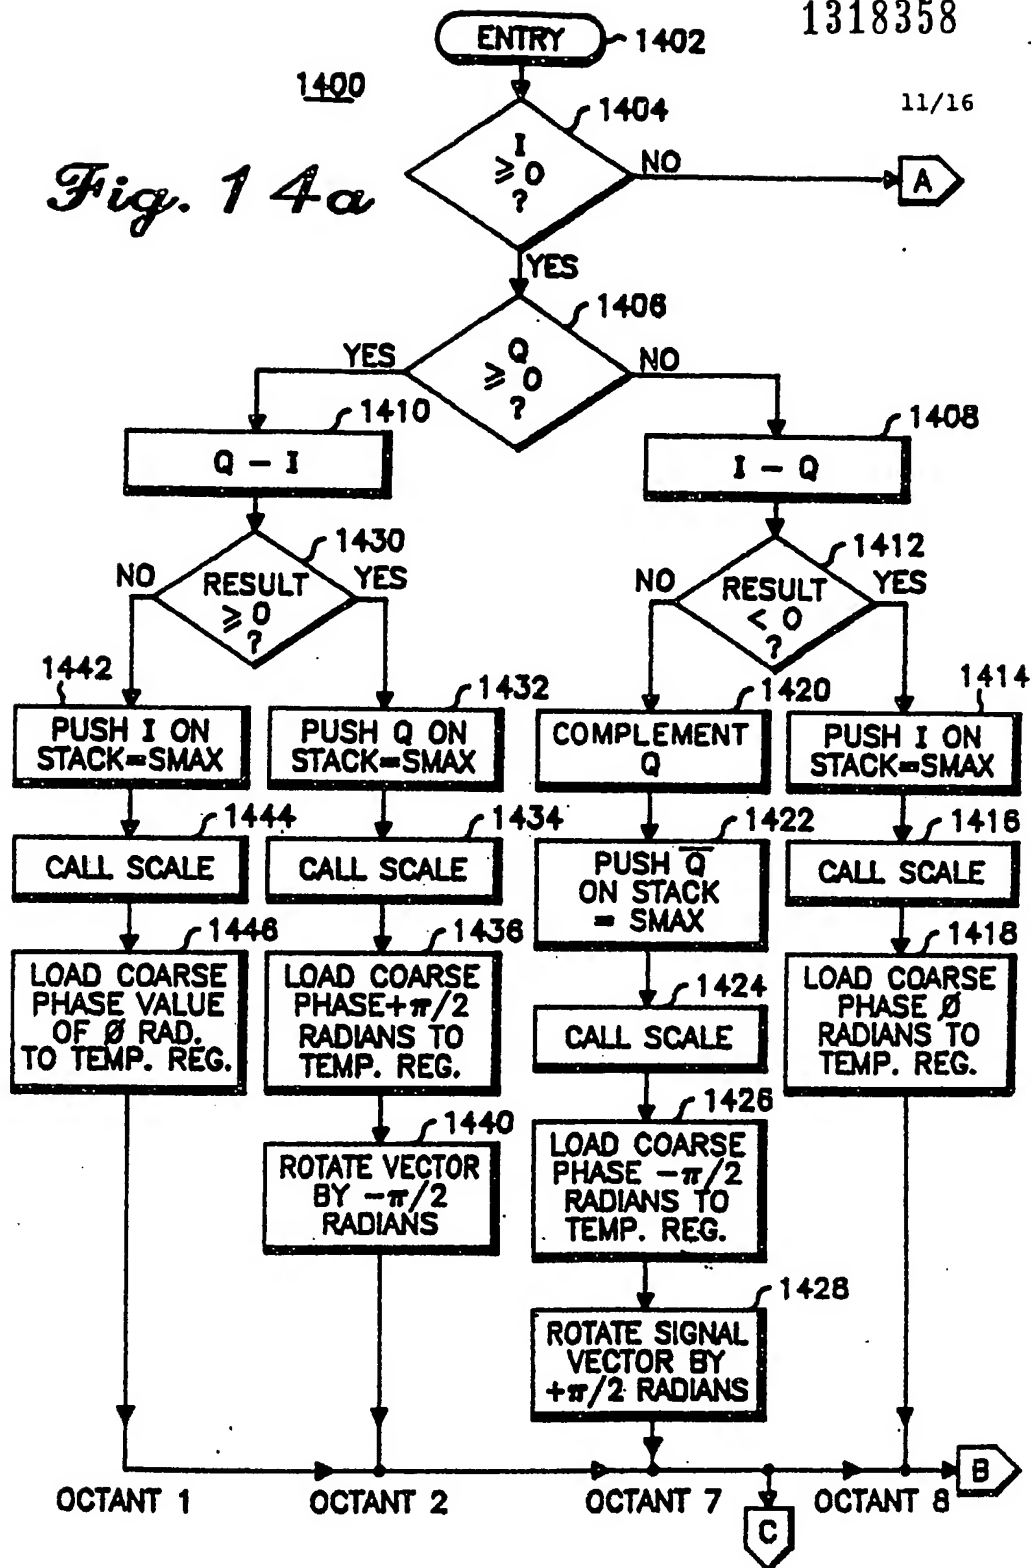 1318358
ENTRY
1402
1400
11/16
1404
I
≥0
?
NO
A
Fig. 14a
YES
1406
Q
≥0
?
YES
NO
1410
1408
Q – I
I – Q
1430
1412
NO
RESULT
≥0
?
YES
NO
RESULT
< 0
?
YES
1442
1432
1420
1414
PUSH I ON
STACK=SMAX
PUSH Q ON
STACK=SMAX
COMPLEMENT
Q
PUSH I ON
STACK=SMAX
1444
1434
1422
1416
CALL SCALE
CALL SCALE
PUSH Q̅
ON STACK
= SMAX
CALL SCALE
1446
1436
1418
LOAD COARSE
PHASE VALUE
OF Ø RAD.
TO TEMP. REG.
LOAD COARSE
PHASE+π/2
RADIANS TO
TEMP. REG.
1424
CALL SCALE
LOAD COARSE
PHASE Ø
RADIANS TO
TEMP. REG.
1440
1426
ROTATE VECTOR
BY –π/2
RADIANS
LOAD COARSE
PHASE –π/2
RADIANS TO
TEMP. REG.
1428
ROTATE SIGNAL
VECTOR BY
+π/2 RADIANS
B
OCTANT 1
OCTANT 2
OCTANT 7
OCTANT 8
C